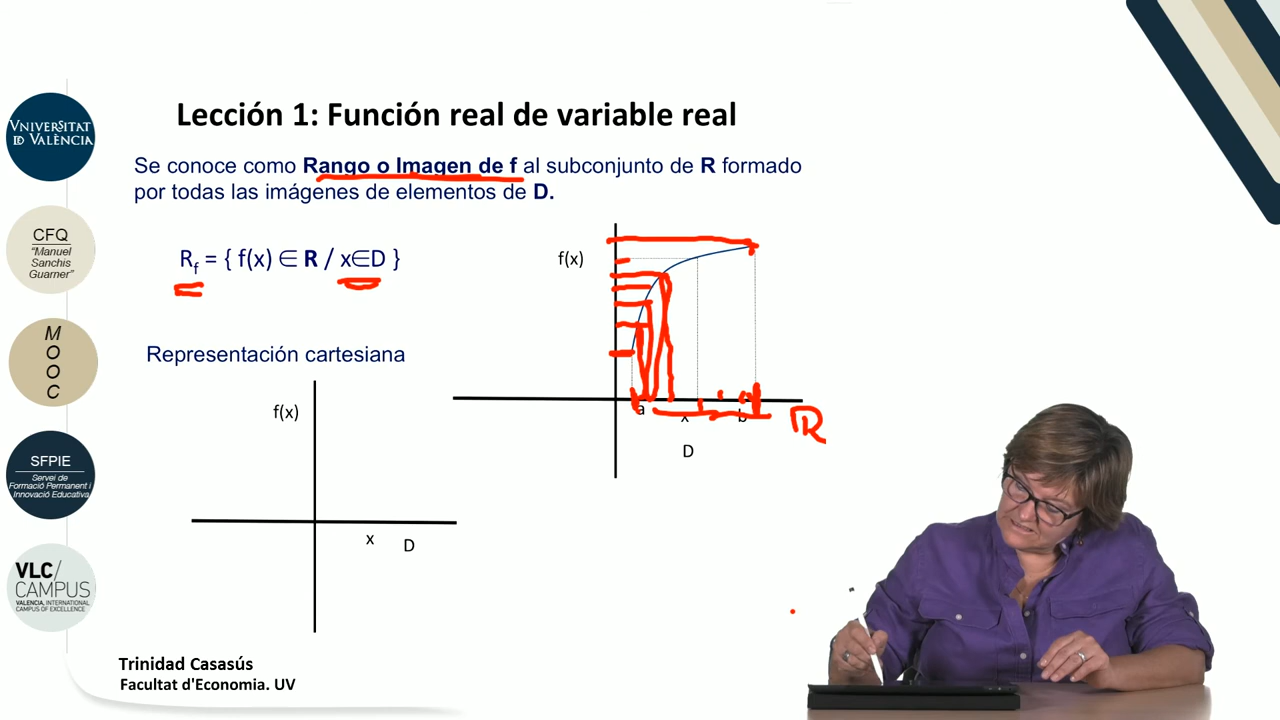 Lección 1: Función real de variable real
Se conoce como Rango o Imagen de f al subconjunto de R formado
por todas las imágenes de elementos de D.
R_f = { f(x) ∈ R / x∈D }
Representación cartesiana
f(x)
x D
f(x)
a x b
D
R
VNIVERSITAT
D VALÈNCIA
CFQ
"Manuel
Sanchis
Guarner"
M
O
O
C
SFPIE
Servei de
Formació Permanent i
Innovació Educativa
VLC/
CAMPUS
VALENCIA, INTERNATIONAL
CAMPUS OF EXCELLENCE
Trinidad Casasús
Facultat d'Economia. UV